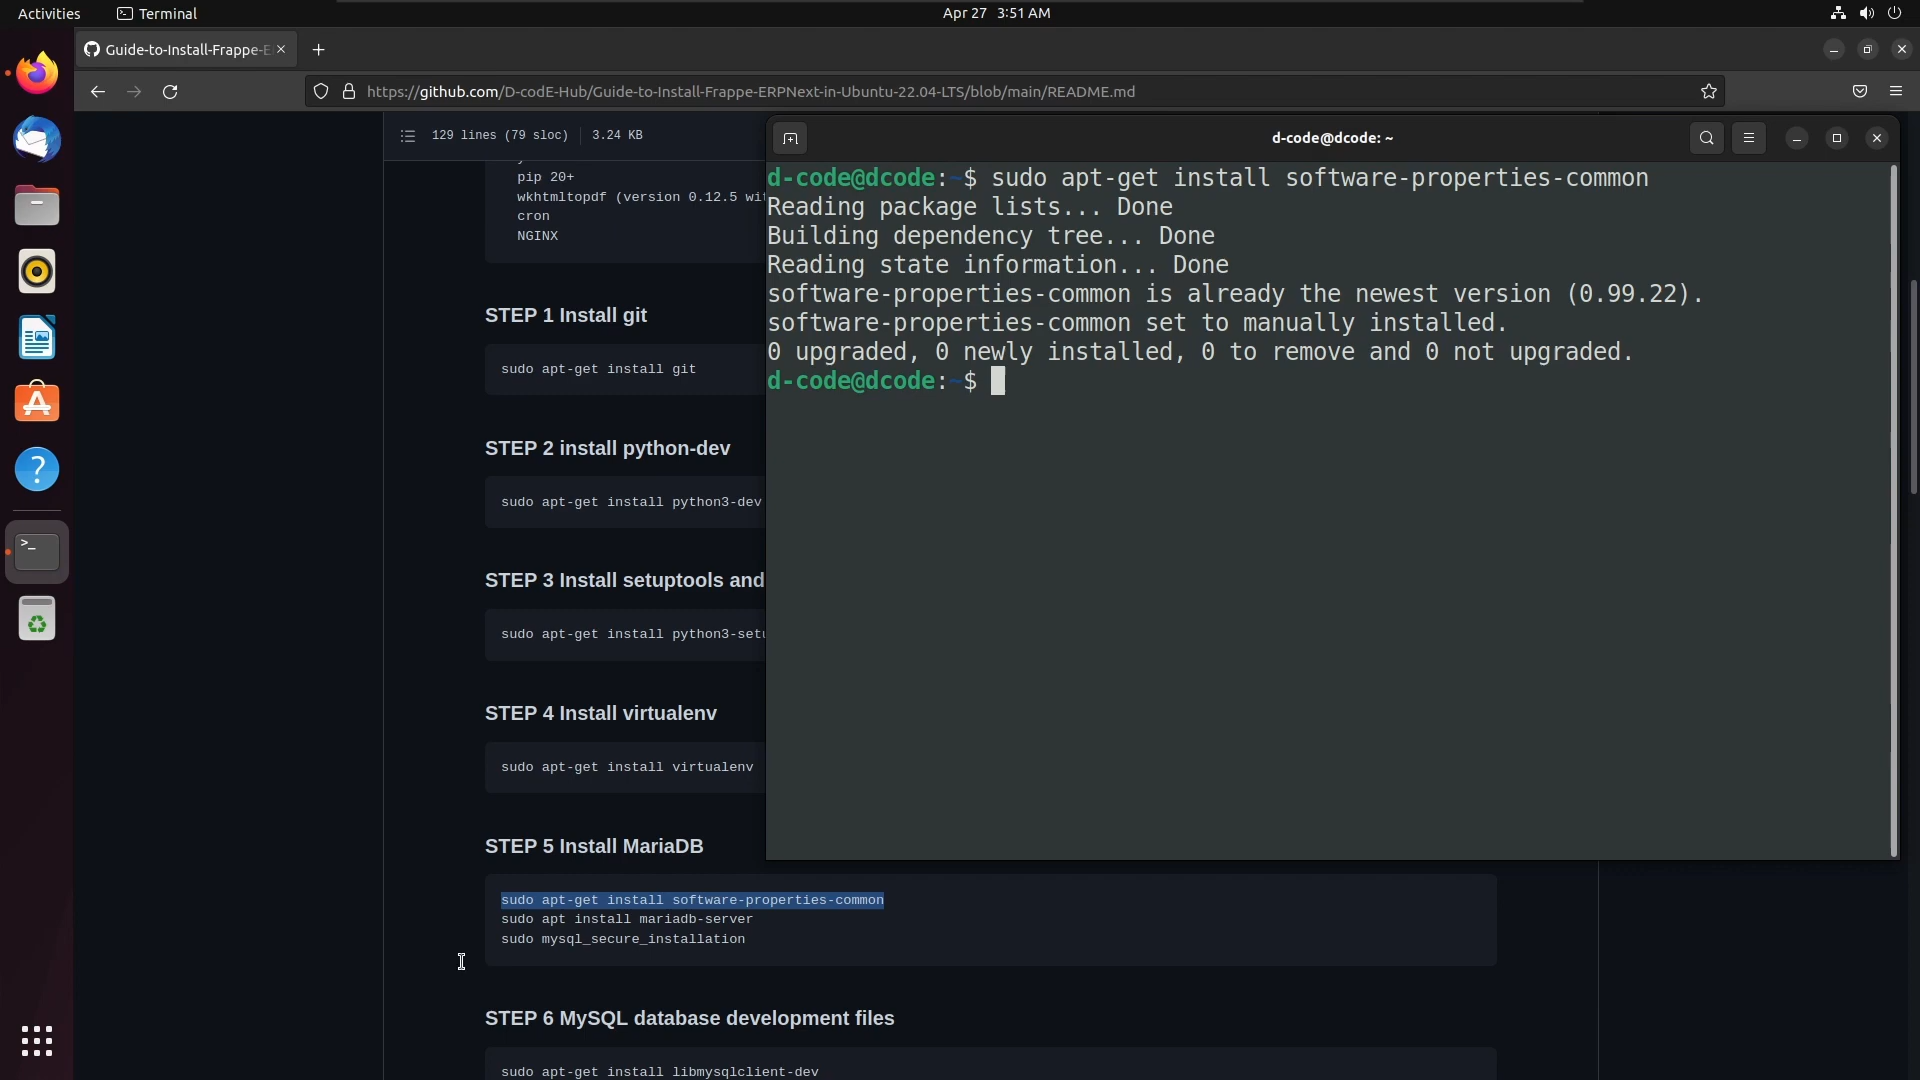 Activities
Terminal
Apr 27 3:51 AM
Guide-to-Install-Frappe-E
https://github.com/D-codE-Hub/Guide-to-Install-Frappe-ERPNext-in-Ubuntu-22.04-LTS/blob/main/README.md
129 lines (79 sloc) 3.24 KB
pip 20+
wkhtmltopdf (version 0.12.5
cron
NGINX
STEP 1 Install git
sudo apt-get install git
STEP 2 install python-dev
sudo apt-get install python3-dev
STEP 3 Install setuptools and
sudo apt-get install python3-setu
STEP 4 Install virtualenv
sudo apt-get install virtualenv
STEP 5 Install MariaDB
sudo apt-get install software-properties-common
sudo apt install mariadb-server
sudo mysql_secure_installation
STEP 6 MySQL database development files
sudo apt-get install libmysqlclient-dev
d-code@dcode: ~
d-code@dcode:~$ sudo apt-get install software-properties-common
Reading package lists... Done
Building dependency tree... Done
Reading state information... Done
software-properties-common is already the newest version (0.99.22).
software-properties-common set to manually installed.
0 upgraded, 0 newly installed, 0 to remove and 0 not upgraded.
d-code@dcode:~$